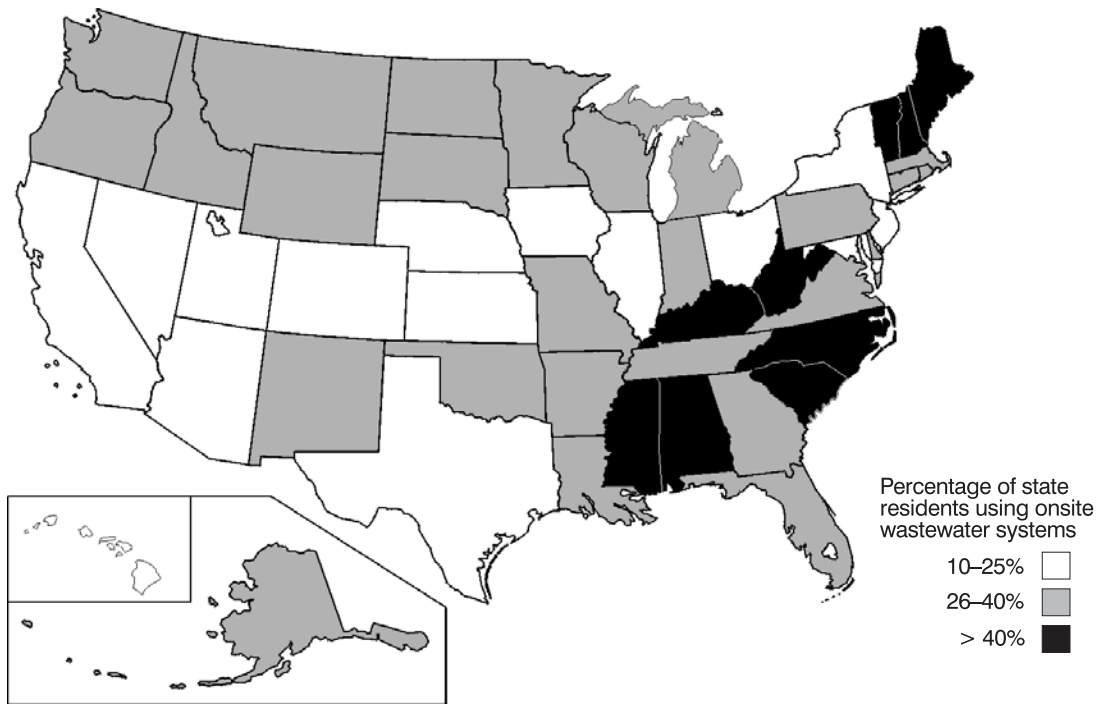 Percentage of state
residents using onsite
wastewater systems
10–25%
26–40%
> 40%